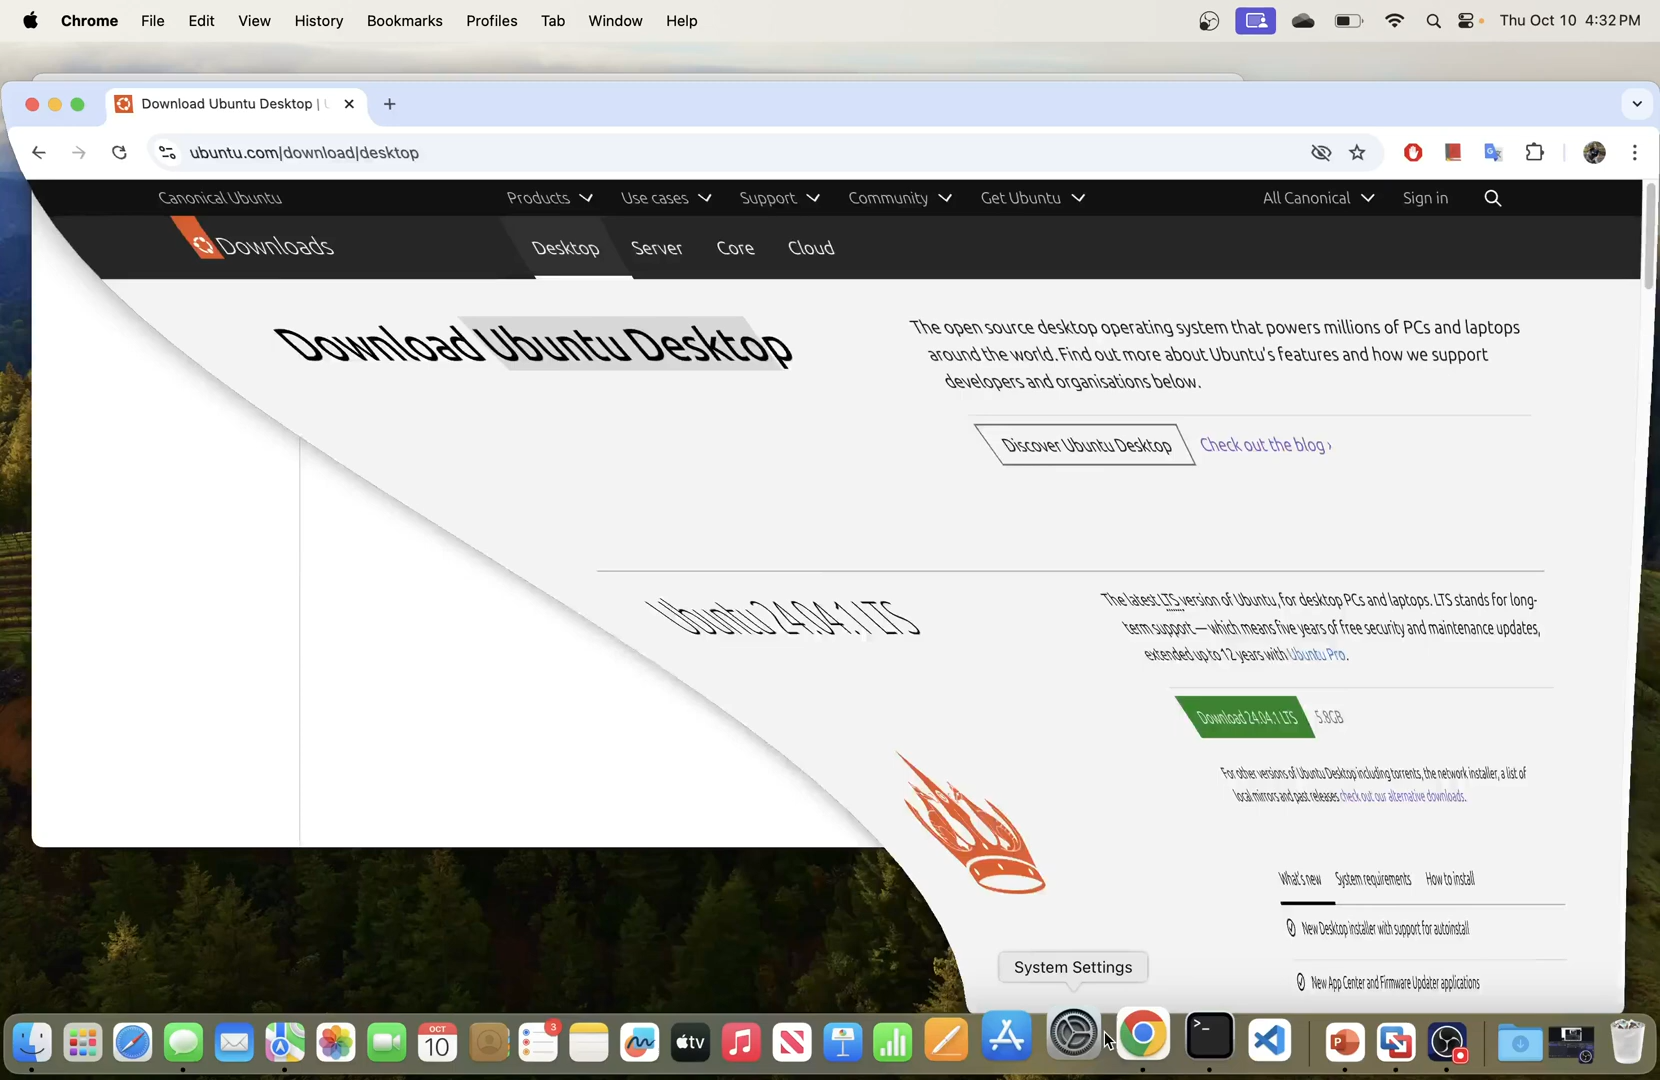 Chrome File Edit View History Bookmarks Profiles Tab Window Help Thu Oct 10 4:32 PM
Download Ubuntu Desktop |
ubuntu.com/download/desktop
Canonical Ubuntu Products Use cases Support Community Get Ubuntu All Canonical Sign in
Downloads Desktop Server Core Cloud
Download Ubuntu Desktop
The open source desktop operating system that powers millions of PCs and laptops
around the world. Find out more about Ubuntu's features and how we support
developers and organisations below.
Discover Ubuntu Desktop Check out the blog ›
Ubuntu 24.04.1 LTS
The latest LTS version of Ubuntu, for desktop PCs and laptops. LTS stands for long-
term support — which means five years of free security and maintenance updates,
extended up to 12 years with Ubuntu Pro.
Download 24.04.1 LTS 5.8GB
For other versions of Ubuntu Desktop including torrents, the network installer, a list of
local mirrors and past releases check out our alternative downloads.
What's new System requirements How to install
New Desktop installer with support for autoinstall
New App Center and Firmware Updater applications
System Settings
OCT
10
3
tv